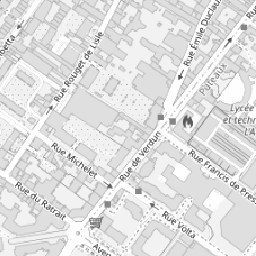 Rue Émile Duclaux
Rue Rouget de Lisle
Puteaux
Lycée
et techn
L'A
Rue Michelet
Rue de Verdun
Rue Francis de Pres
Rue du Ratrait
Rue Volta